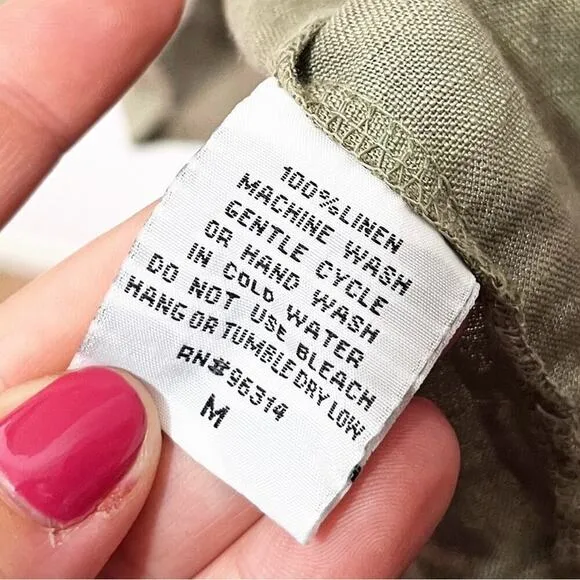 100%LINEN
MACHINE WASH
GENTLE CYCLE
OR HAND WASH
IN COLD WATER
DO NOT USE BLEACH
HANG OR TUMBLE DRY LOW
RN#96314
M